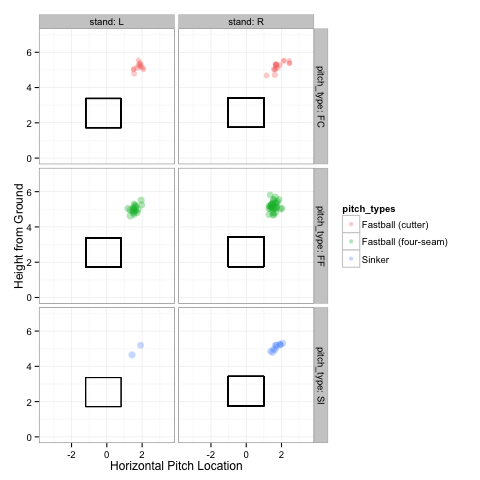 stand: L
stand: R
6
4
2
0
pitch_type: FC
6
4
2
0
pitch_type: FF
6
4
2
0
pitch_type: SI
-2
0
2
-2
0
2
Horizontal Pitch Location
Height from Ground
pitch_types
Fastball (cutter)
Fastball (four-seam)
Sinker